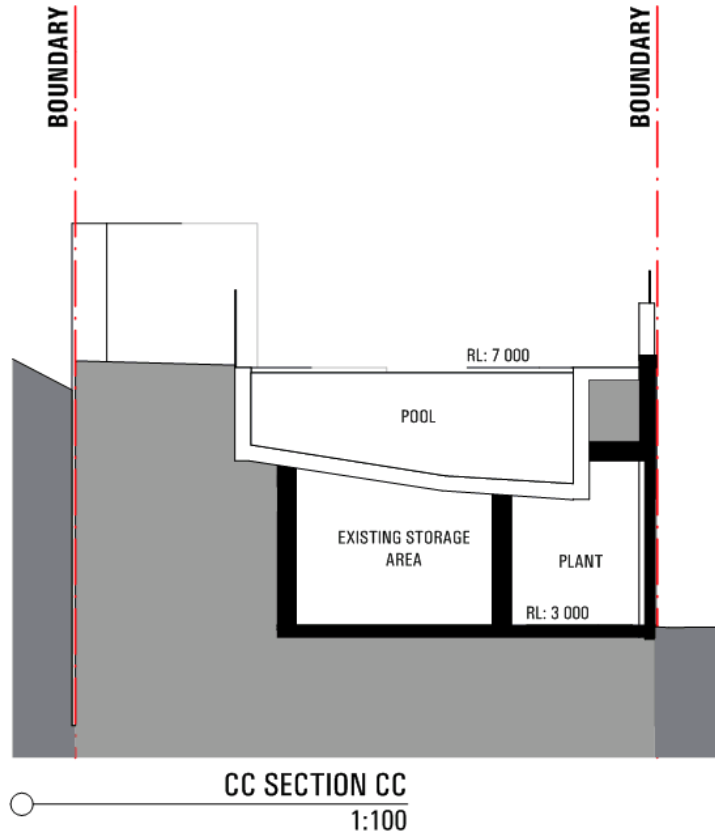 BOUNDARY
BOUNDARY
RL: 7 000
POOL
EXISTING STORAGE
AREA
PLANT
RL: 3 000
CC SECTION CC
1:100